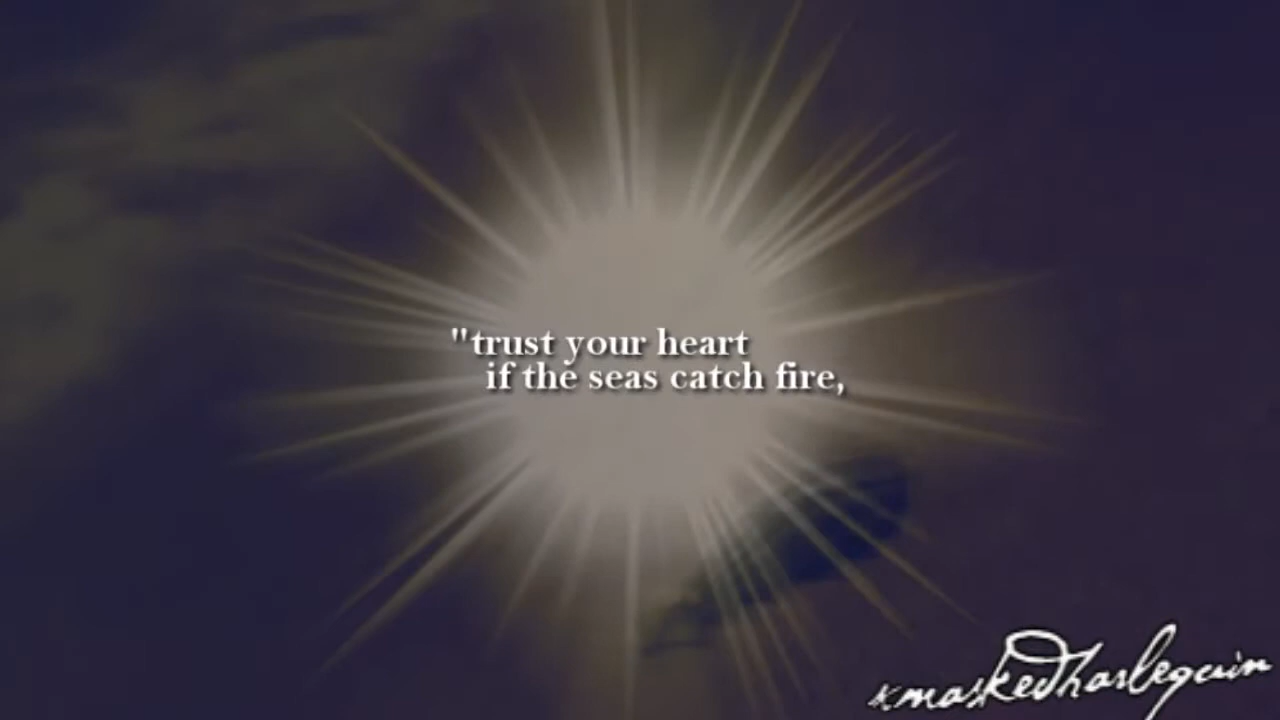 "trust your heart
if the seas catch fire,
xmaskedharlequin